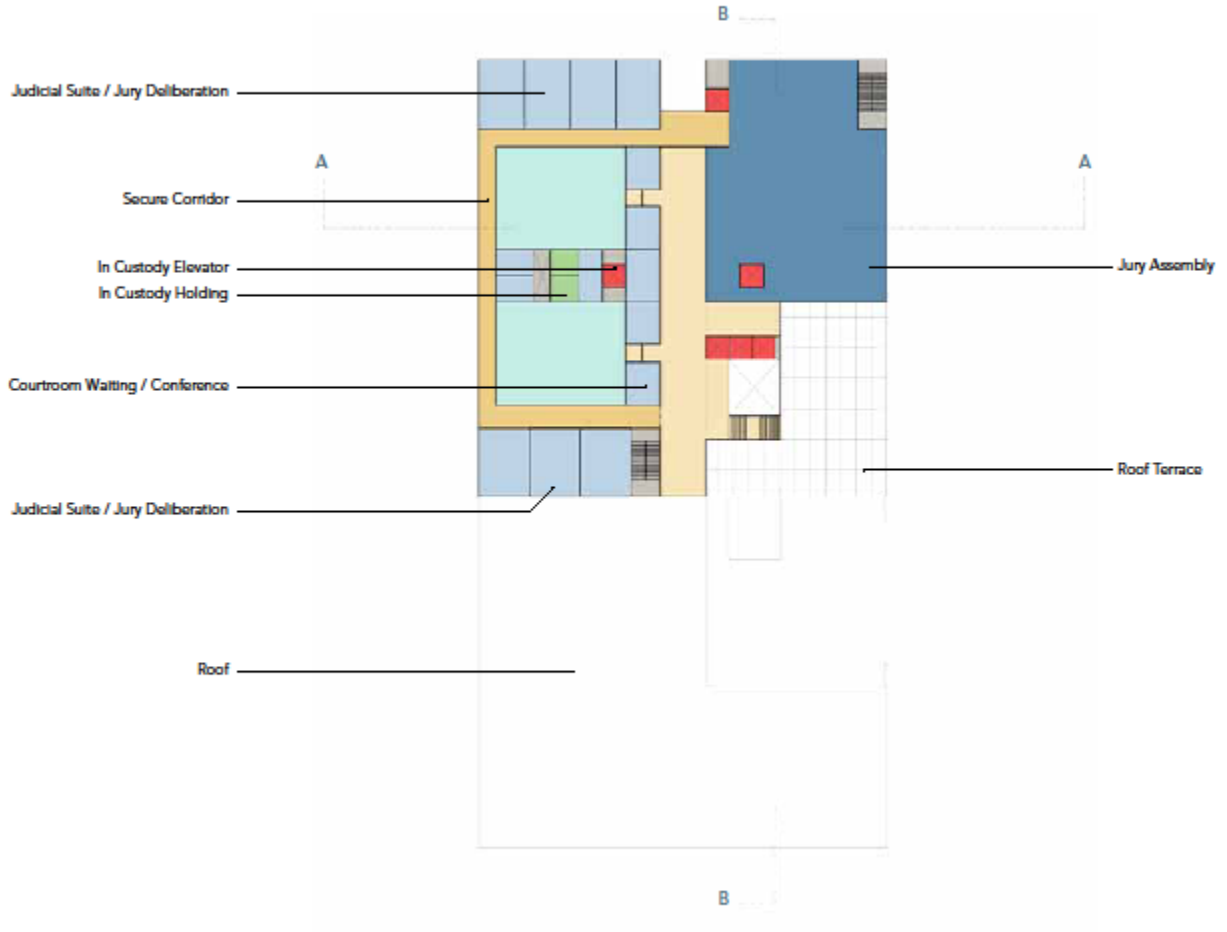 B
Judicial Suite / Jury Deliberation
A
A
Secure Corridor
In Custody Elevator
Jury Assembly
In Custody Holding
Courtroom Waiting / Conference
Roof Terrace
Judicial Suite / Jury Deliberation
Roof
B